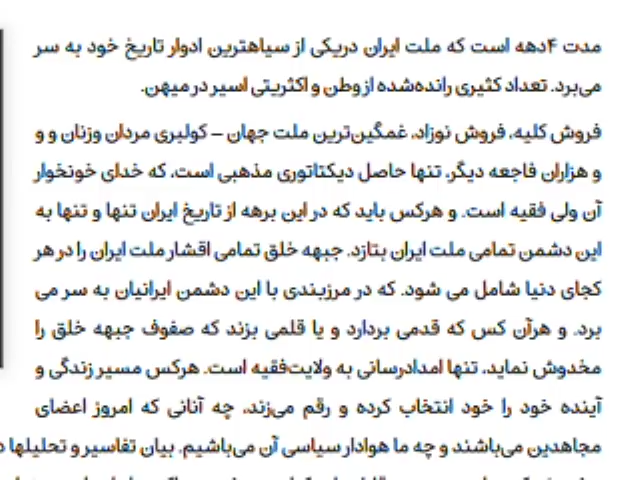 مدت ۴دهه است که ملت ایران دریکی از سیاهترین ادوار تاریخ خود به سر
می‌برد. تعداد کثیری رانده‌شده از وطن و اکثریتی اسیر در میهن.
فروش کلیه، فروش نوزاد، غمگین‌ترین ملت جهان – کولبری مردان وزنان و و
و هزاران فاجعه دیگر، تنها حاصل دیکتاتوری مذهبی است، که خدای خونخوار
آن ولی فقیه است. و هرکس باید که در این برهه از تاریخ ایران تنها و تنها به
این دشمن تمامی ملت ایران بتازد. جبهه خلق تمامی اقشار ملت ایران را در هر
کجای دنیا شامل می شود. که در مرزبندی با این دشمن ایرانیان به سر می
برد. و هرآن کس که قدمی بردارد و یا قلمی بزند که صفوف جبهه خلق را
مخدوش نماید، تنها امدادرسانی به ولایت‌فقیه است. هرکس مسیر زندگی و
آینده خود را خود انتخاب کرده و رقم می‌زند، چه آنانی که امروز اعضای
مجاهدین می‌باشند و چه ما هوادار سیاسی آن می‌باشیم. بیان تفاسیر و تحلیلها